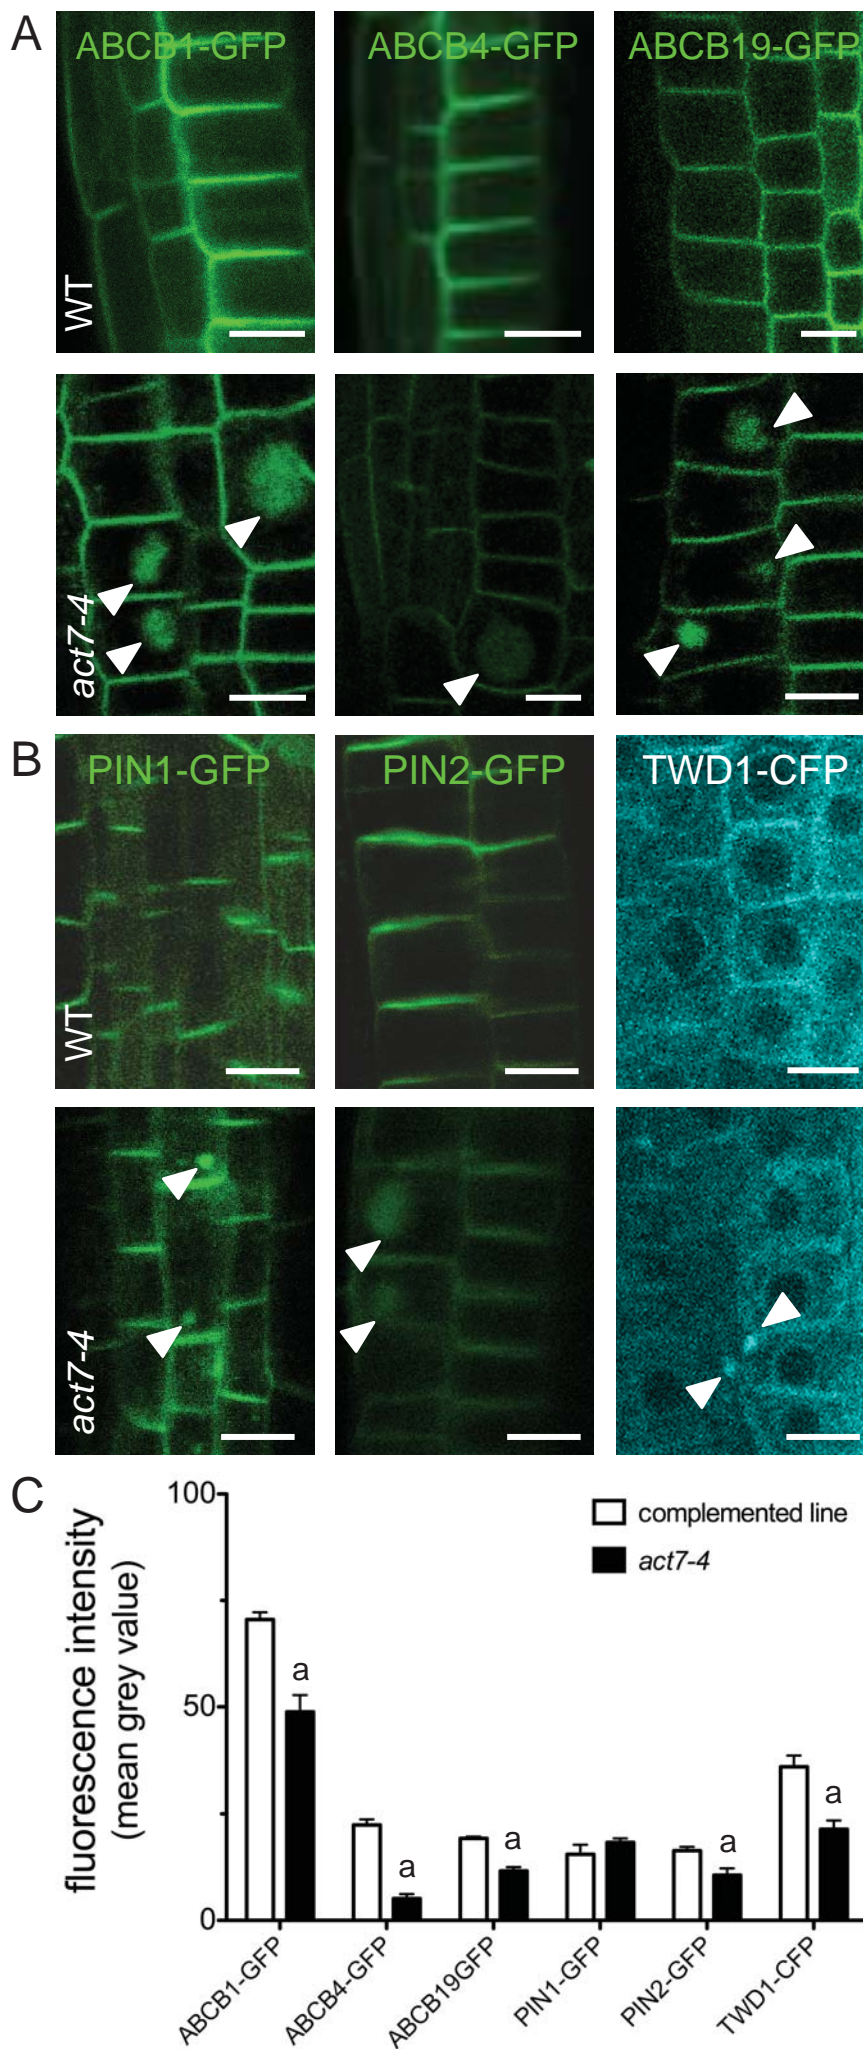 A
ABCB1-GFP
ABCB4-GFP
ABCB19-GFP
WT
act7-4
B
PIN1-GFP
PIN2-GFP
TWD1-CFP
WT
act7-4
C
fluorescence intensity
(mean grey value)
100
50
0
complemented line
act7-4
a
a
a
a
a
ABCB1-GFP
ABCB4-GFP
ABCB19GFP
PIN1-GFP
PIN2-GFP
TWD1-CFP